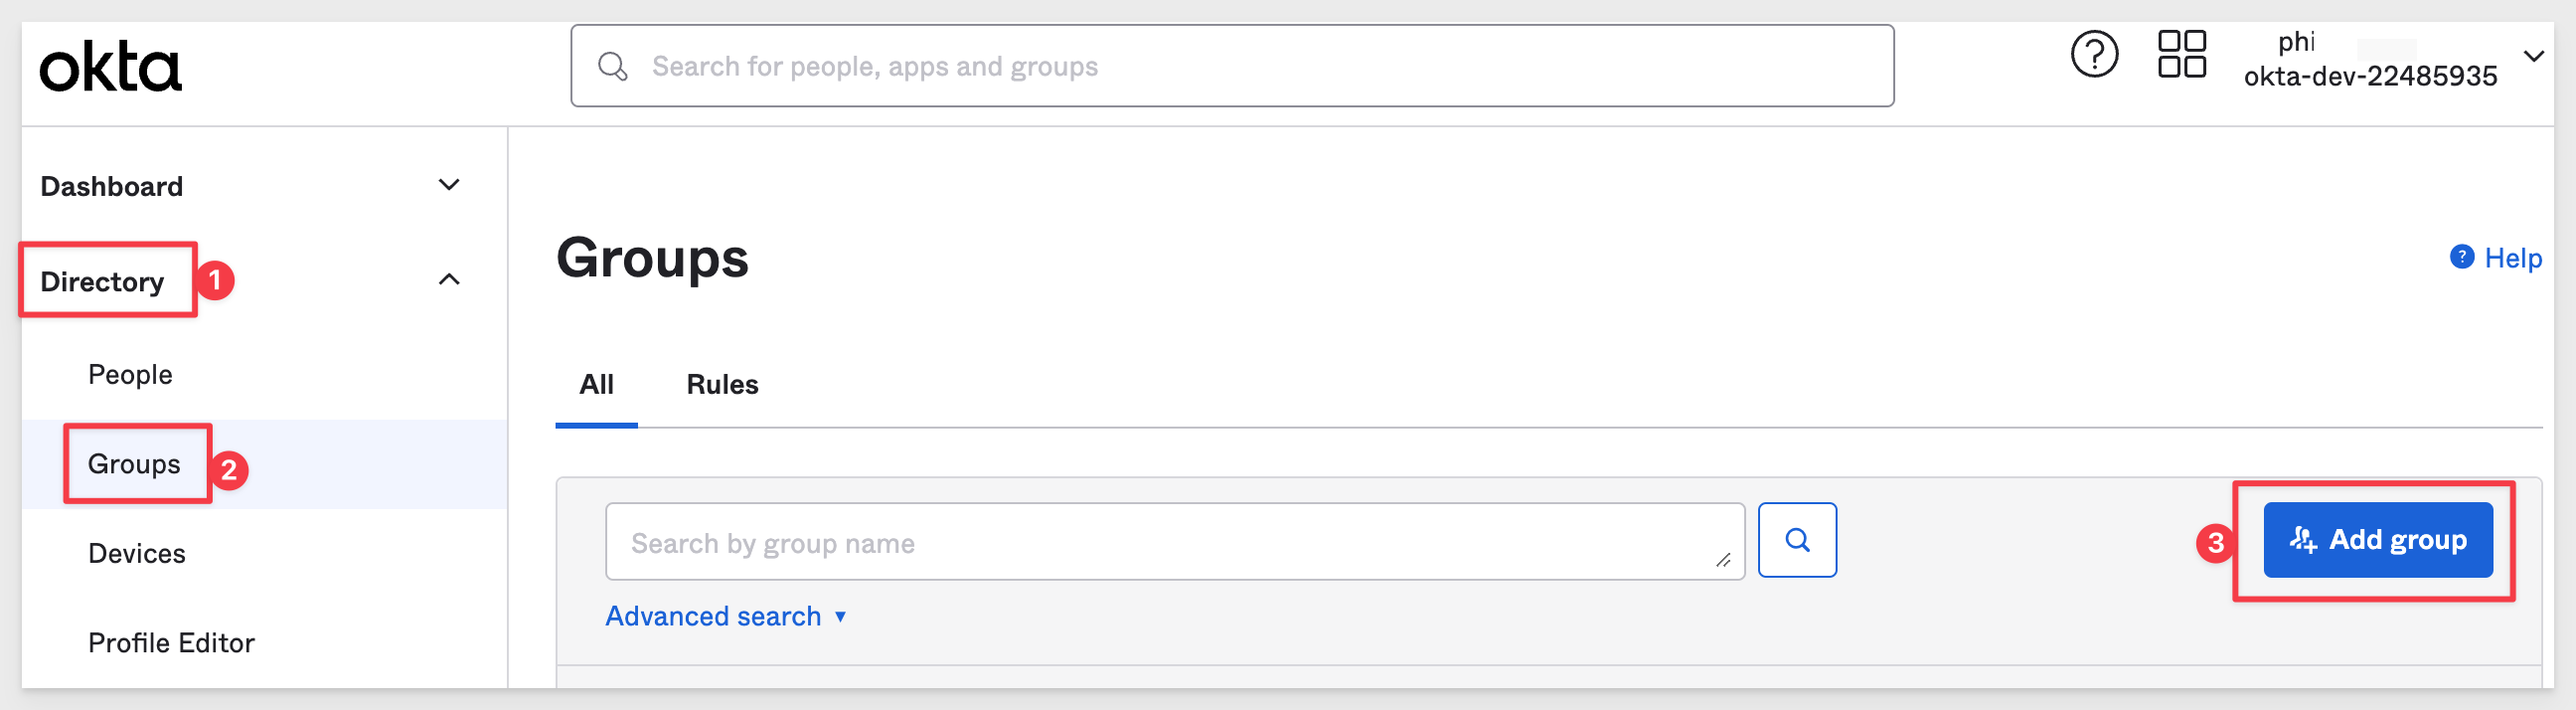 okta
Search for people, apps and groups
phi
okta-dev-22485935
Dashboard
Directory
1
People
Groups
2
Devices
Profile Editor
Groups
Help
All
Rules
Search by group name
3
Add group
Advanced search